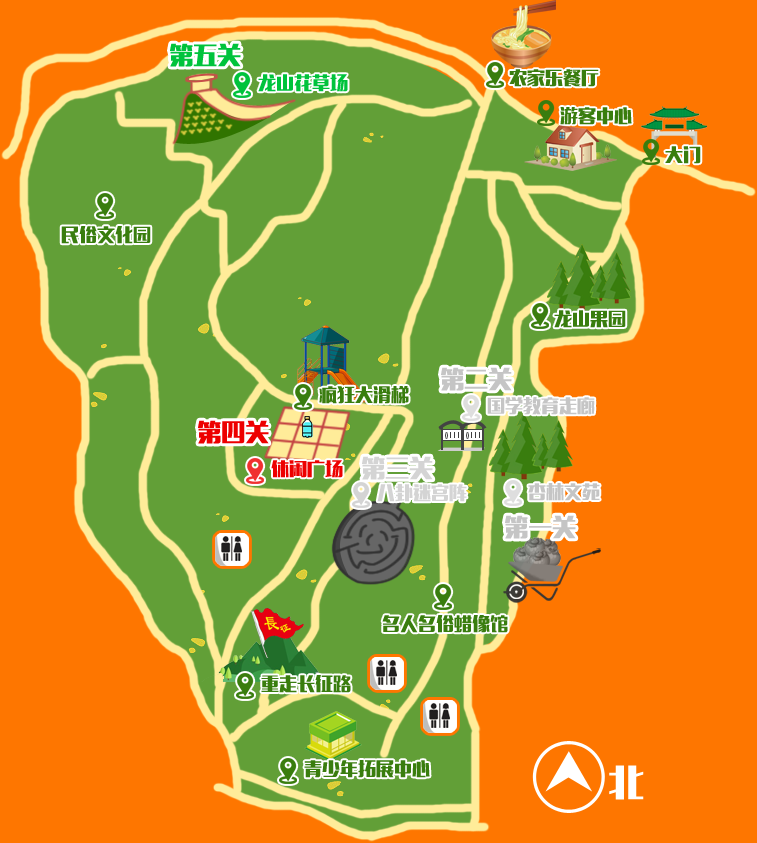 第五关
龙山花草场
农家乐餐厅
游客中心
大门
民俗文化园
龙山果园
疯狂大滑梯
第二关
国学教育走廊
第四关
休闲广场
第三关
八卦迷宫阵
杏林文苑
第一关
名人名俗蜡像馆
長征
重走长征路
青少年拓展中心
北